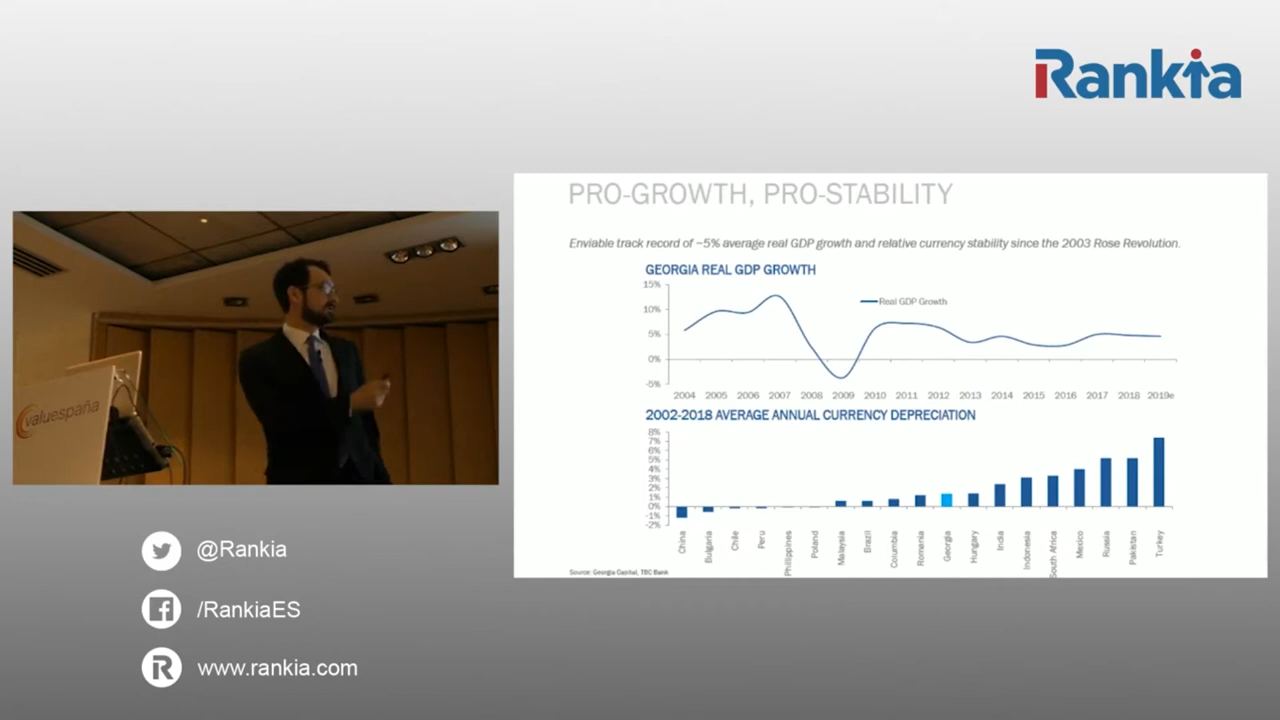 Rankia
PRO-GROWTH, PRO-STABILITY
Enviable track record of ~5% average real GDP growth and relative currency stability since the 2003 Rose Revolution.
GEORGIA REAL GDP GROWTH
15%
10%
5%
0%
-5%
Real GDP Growth
2004 2005 2006 2007 2008 2009 2010 2011 2012 2013 2014 2015 2016 2017 2018 2019e
2002-2018 AVERAGE ANNUAL CURRENCY DEPRECIATION
8%
7%
6%
5%
4%
3%
2%
1%
0%
-1%
-2%
China Bulgaria Chile Peru Philippines Poland Malaysia Brazil Columbia Romania Georgia Hungary India Indonesia South Africa Mexico Russia Pakistan Turkey
Source: Georgia Capital, TBC Bank
valuespaña
@Rankia
/RankiaES
www.rankia.com